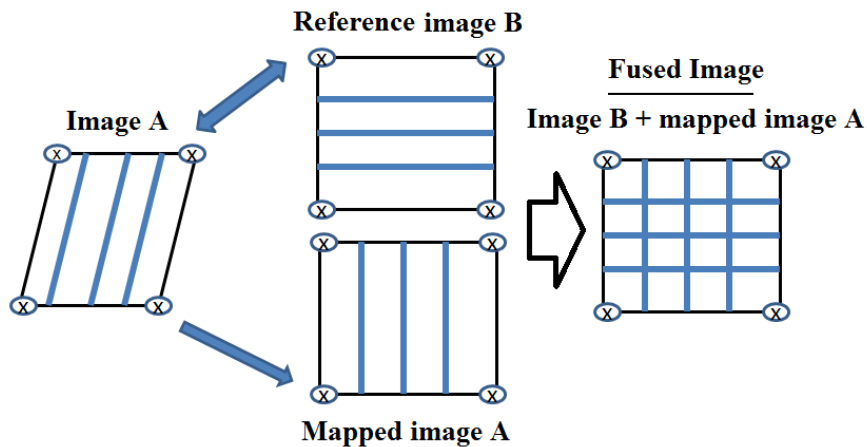 Reference image B
x x
Fused Image
Image A
Image B + mapped image A
x x
x x
x x
x x
x x
x x
x x
Mapped image A